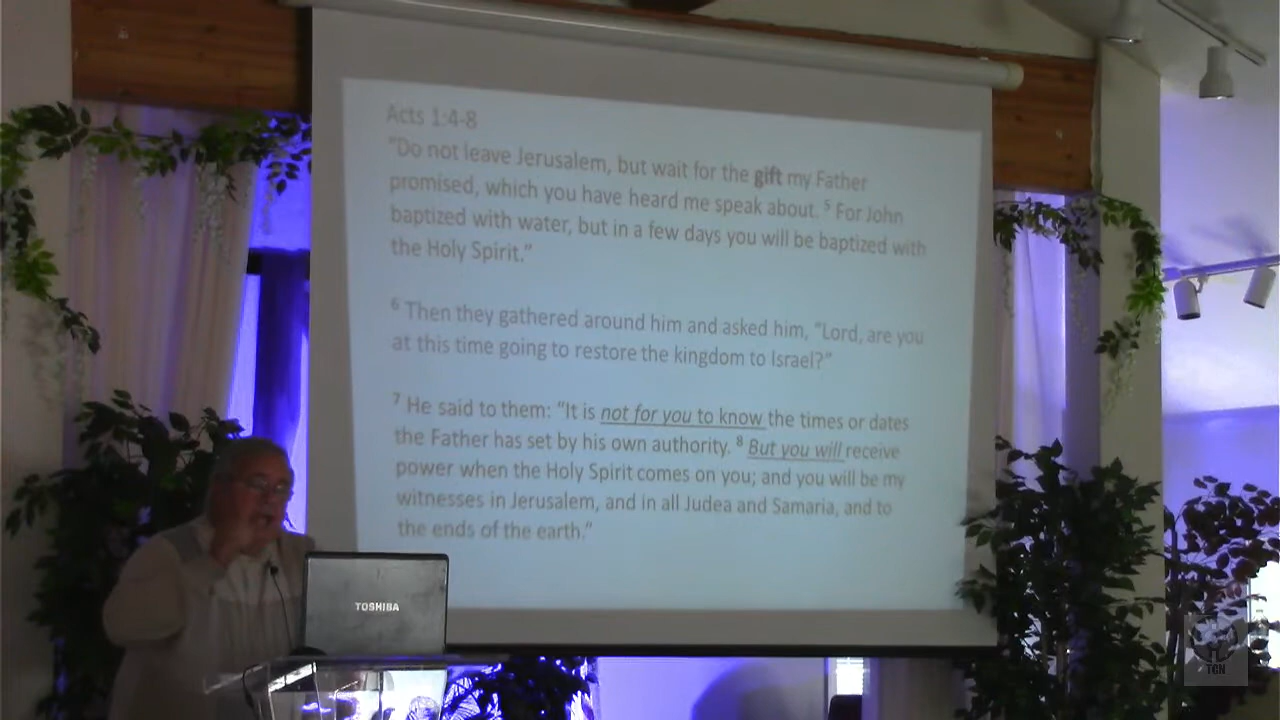 Acts 1:4-8
"Do not leave Jerusalem, but wait for the gift my Father
promised, which you have heard me speak about. 5 For John
baptized with water, but in a few days you will be baptized with
the Holy Spirit."
6 Then they gathered around him and asked him, "Lord, are you
at this time going to restore the kingdom to Israel?"
7 He said to them: "It is not for you to know the times or dates
the Father has set by his own authority. 8 But you will receive
power when the Holy Spirit comes on you; and you will be my
witnesses in Jerusalem, and in all Judea and Samaria, and to
the ends of the earth."
TOSHIBA
TGN